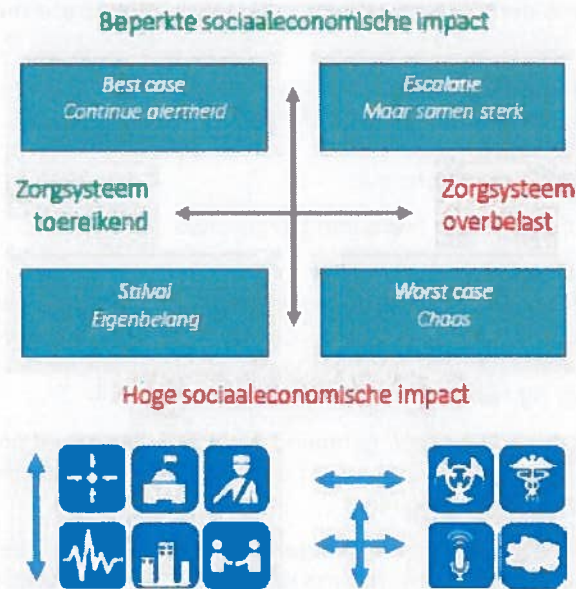 Beperkte sociaaleconomische impact
Best case
Continue alertheid
Escalatie
Maar samen sterk
Zorgsysteem
toereikend
Zorgsysteem
overbelast
Stilval
Eigenbelang
Worst case
Chaos
Hoge sociaaleconomische impact